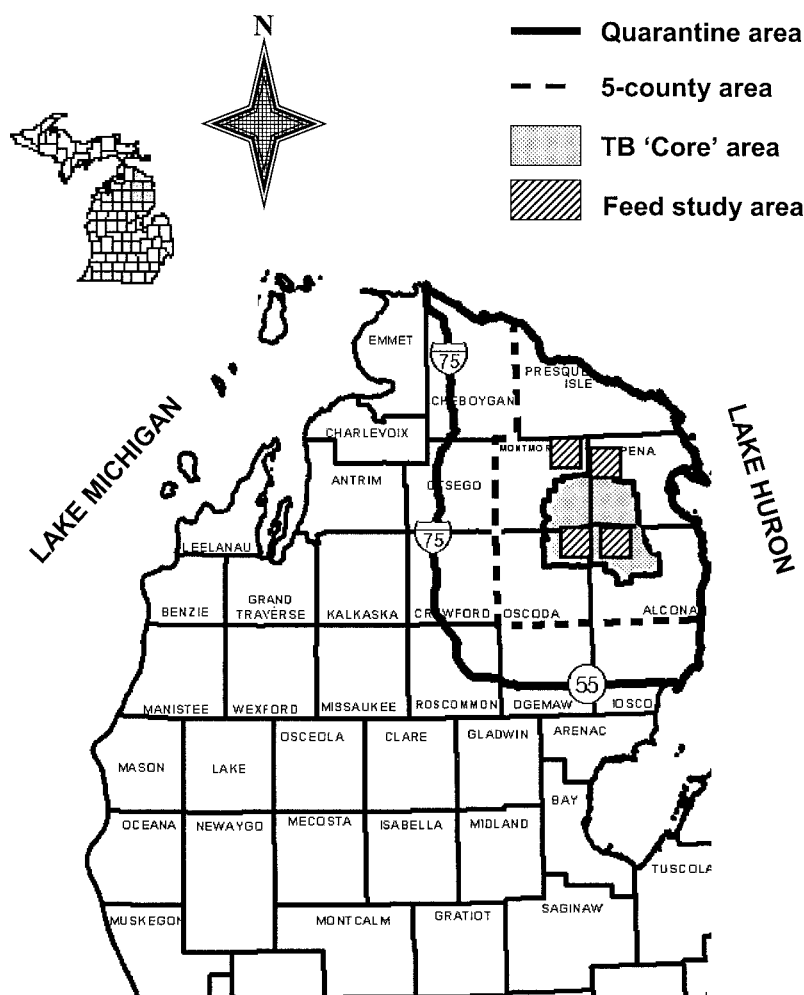 N
Quarantine area
5-county area
TB 'Core' area
Feed study area
LAKE MICHIGAN
LAKE HURON
EMMET
75
PRESQUE
ISLE
CHEBOYGAN
CHARLEVOIX
MONTMOR
PENA
ANTRIM
OTSEGO
75
LEELANAU
BENZIE
GRAND
TRAVERSE
KALKASKA
CRAWFORD
OSCODA
ALCONA
55
MANISTEE
WEXFORD
MISSAUKEE
ROSCOMMON
OGEMAW
IOSCO
OSCEOLA
CLARE
GLADWIN
ARENAC
MASON
LAKE
BAY
OCEANA
NEWAYGO
MECOSTA
ISABELLA
MIDLAND
TUSCOLA
MUSKEGON
MONTCALM
GRATIOT
SAGINAW